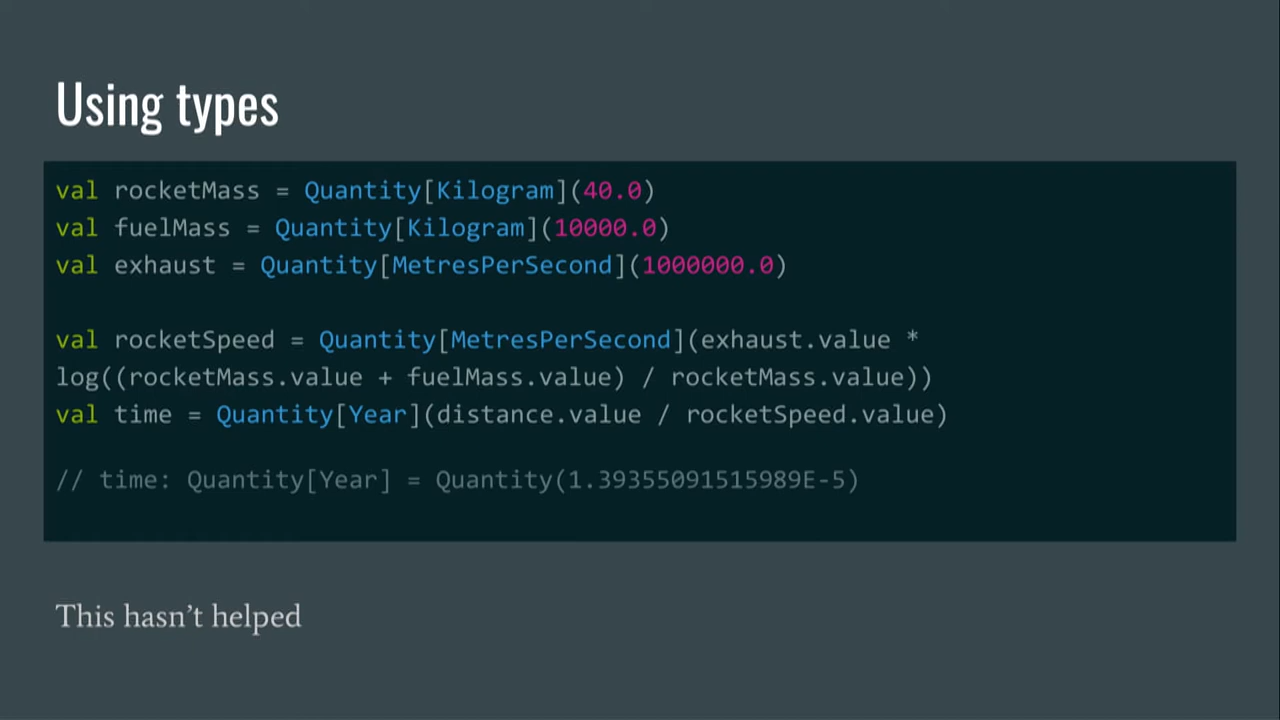 Using types
val rocketMass = Quantity[Kilogram](40.0)
val fuelMass = Quantity[Kilogram](10000.0)
val exhaust = Quantity[MetresPerSecond](1000000.0)
val rocketSpeed = Quantity[MetresPerSecond](exhaust.value *
log((rocketMass.value + fuelMass.value) / rocketMass.value))
val time = Quantity[Year](distance.value / rocketSpeed.value)
// time: Quantity[Year] = Quantity(1.39355091515989E-5)
This hasn’t helped